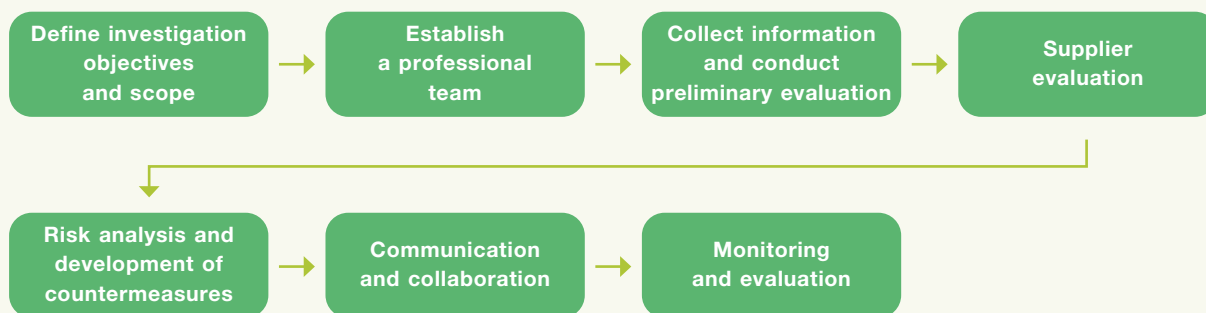 Define investigation
objectives
and scope
Establish
a professional
team
Collect information
and conduct
preliminary evaluation
Supplier
evaluation
Risk analysis and
development of
countermeasures
Communication
and collaboration
Monitoring
and evaluation